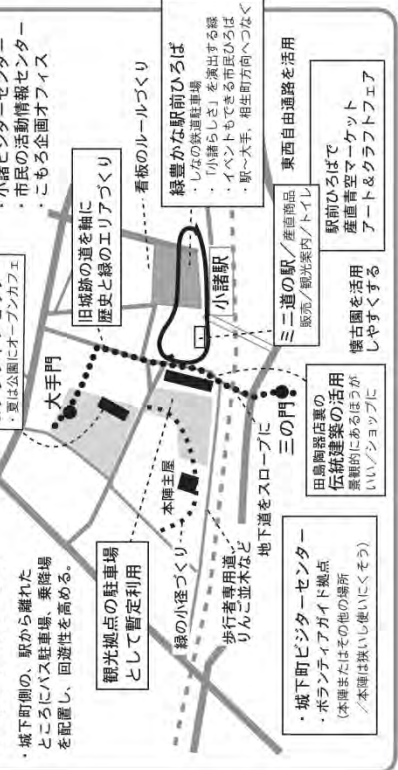 ・城下町側の、駅から離れた
ところにバス駐車場、乗降場
を配置し、回遊性を高める。
・夏は公園にオープンカフェ
・小諸ビジターセンター
・市民の活動情報センター
・こもろ企画オフィス
大手門
旧城跡の道を軸に
歴史と緑のエリアづくり
看板のルールづくり
観光拠点の駐車場
として暫定利用
本陣主屋
緑豊かな駅前ひろば
・しなの鉄道駐車場
・「小諸らしさ」を演出する緑
・イベントもできる市民ひろば
・駅〜大手、相生町方向へつなぐ
緑の小径づくり
小諸駅
歩行者専用道
りんご並木など
ミニ道の駅/産直商品
販売/観光案内/トイレ
東西自由通路を活用
地下道をスロープに
三の門
・城下町ビジターセンター
・ボランティアガイド拠点
(本陣またはその他の場所
/本陣は狭いし使いにくそう)
田島陶器店裏の
伝統建築の活用
景観的にあるほうが
いい/ショップに
懐古園を活用
しやすくする
駅前ひろばで
産直青空マーケット
アート&クラフトフェア